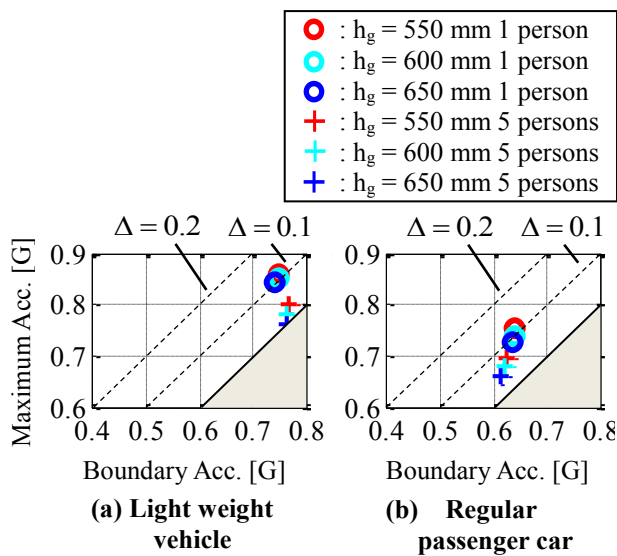 : hg = 550 mm 1 person
: hg = 600 mm 1 person
: hg = 650 mm 1 person
: hg = 550 mm 5 persons
: hg = 600 mm 5 persons
: hg = 650 mm 5 persons
Δ = 0.2 Δ = 0.1
Maximum Acc. [G]
0.9
0.8
0.7
0.6
0.4 0.5 0.6 0.7 0.8
Boundary Acc. [G]
(a) Light weight
vehicle
Δ = 0.2 Δ = 0.1
0.9
0.8
0.7
0.6
0.4 0.5 0.6 0.7 0.8
Boundary Acc. [G]
(b) Regular
passenger car